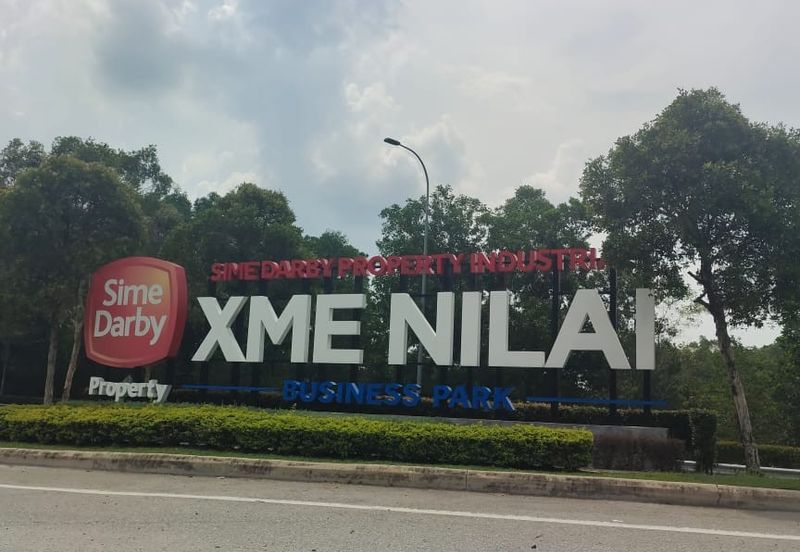 Sime
Darby
Property
SIME DARBY PROPERTY INDUSTRI
XME NILAI
BUSINESS PARK